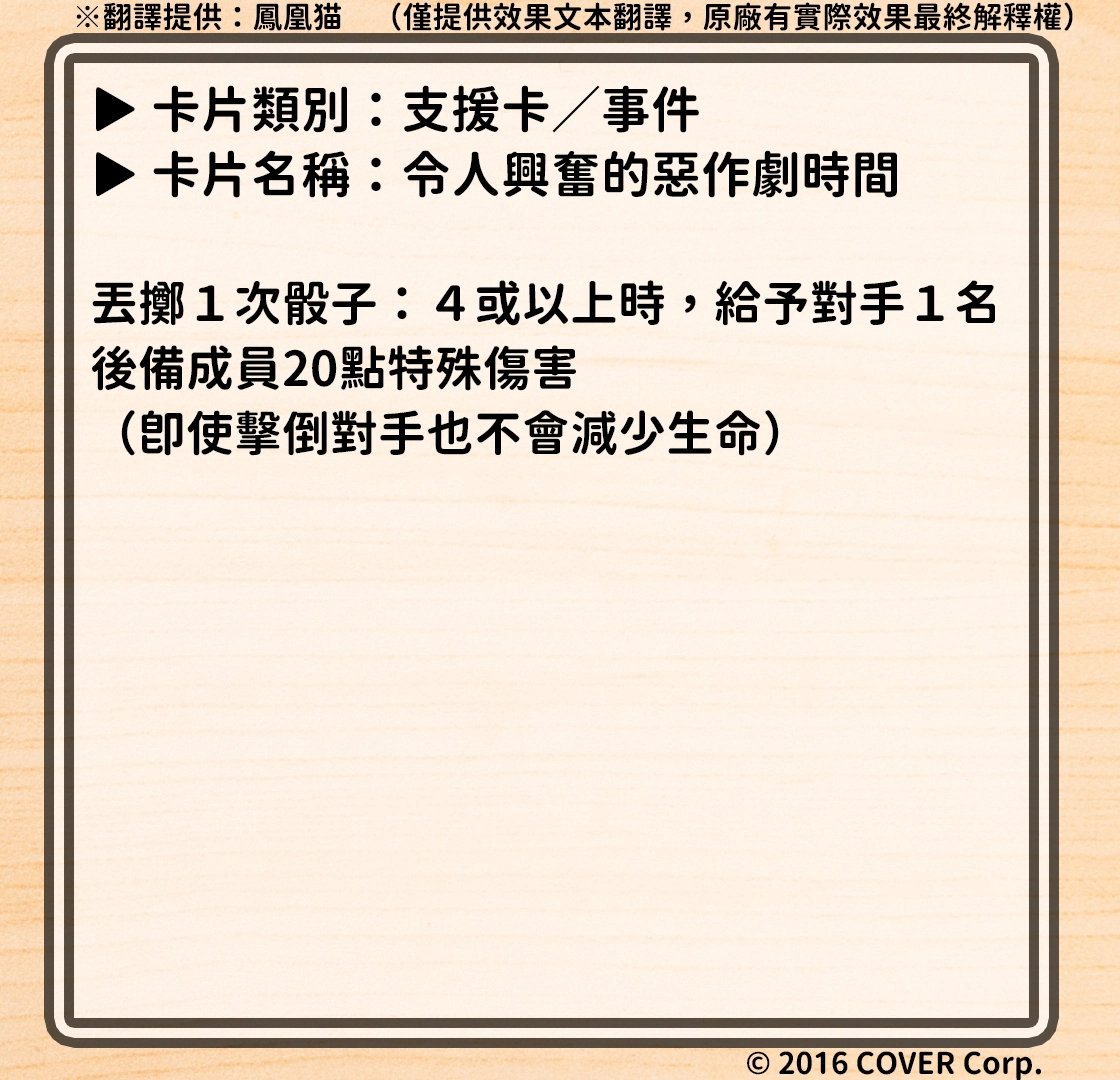 ※翻譯提供：鳳凰猫　（僅提供效果文本翻譯，原廠有實際效果最終解釋權）
▶ 卡片類別：支援卡／事件
▶ 卡片名稱：令人興奮的惡作劇時間
丟擲１次骰子：４或以上時，給予對手１名
後備成員20點特殊傷害
（即使擊倒對手也不會減少生命）
© 2016 COVER Corp.